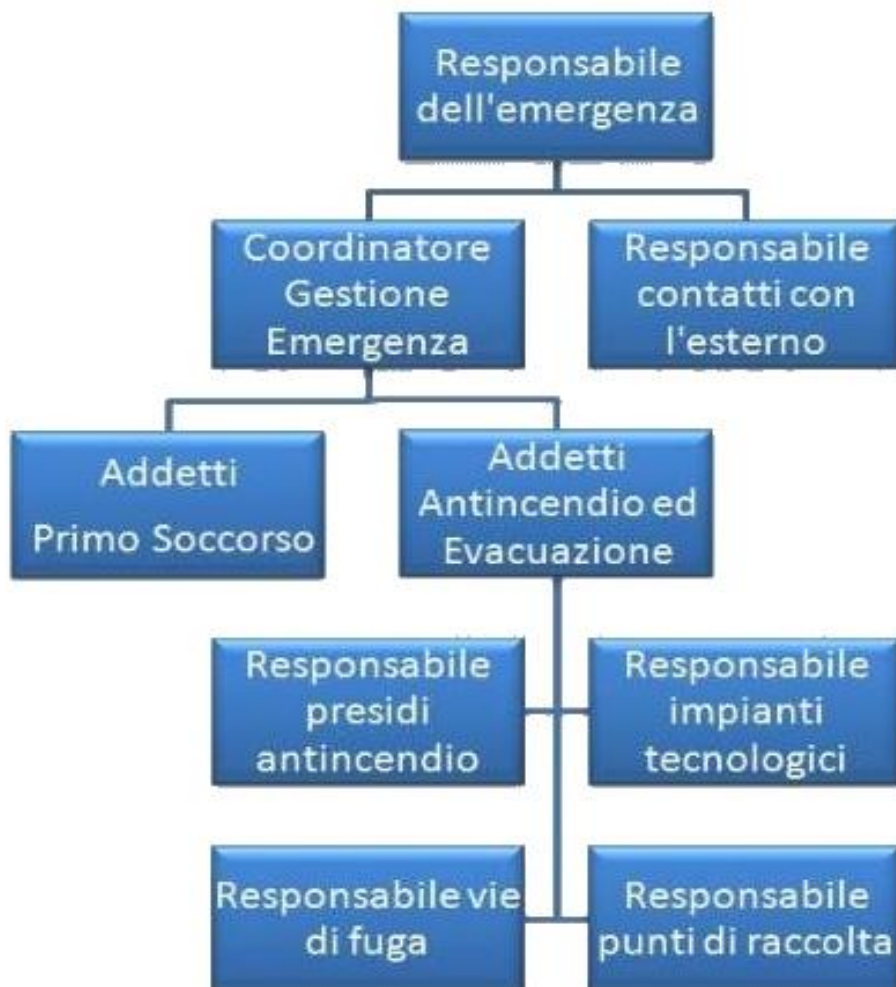 Responsabile
dell'emergenza
Coordinatore
Gestione
Emergenza
Responsabile
contatti con
l'esterno
Addetti
Primo Soccorso
Addetti
Antincendio ed
Evacuazione
Responsabile
presidi
antincendio
Responsabile
impianti
tecnologici
Responsabile vie
di fuga
Responsabile
punti di raccolta